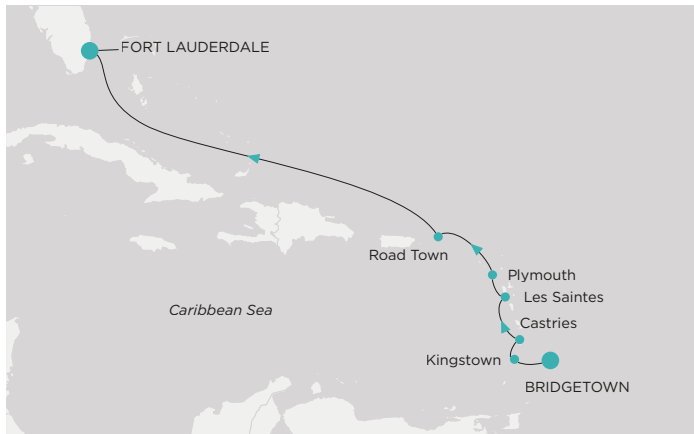 FORT LAUDERDALE
Road Town
Plymouth
Les Saintes
Caribbean Sea
Castries
Kingstown
BRIDGETOWN